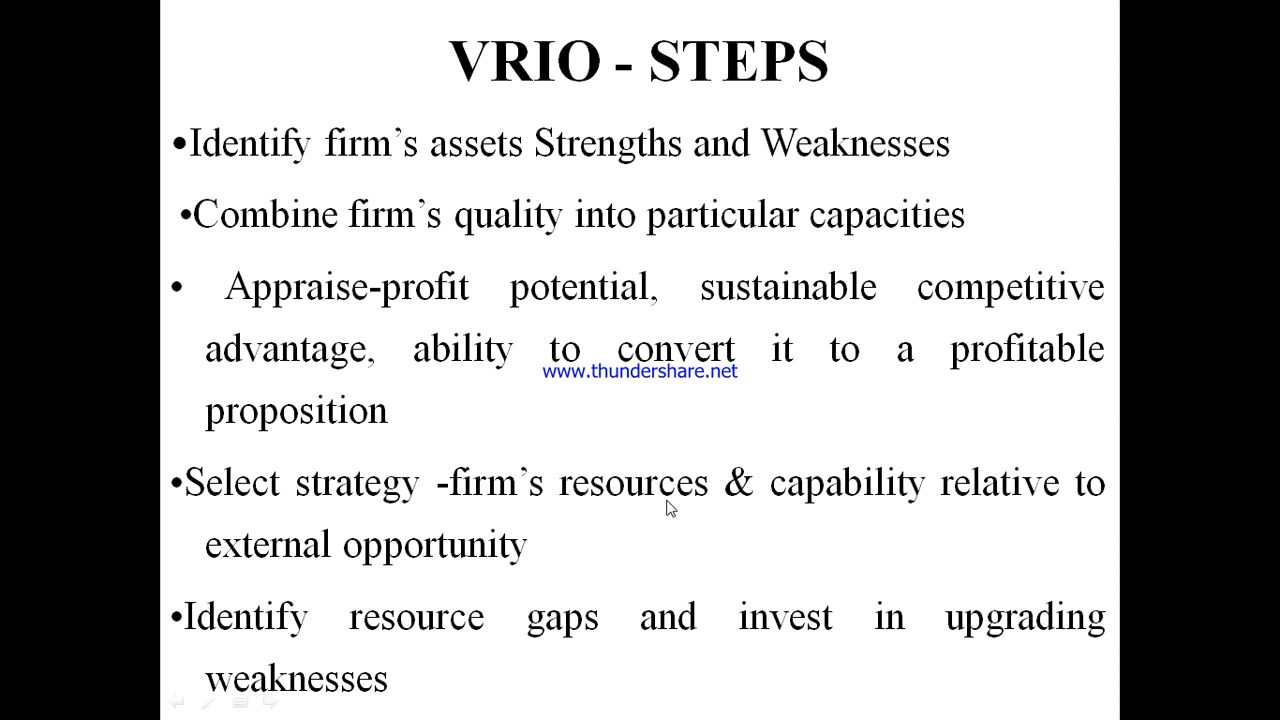 VRIO - STEPS
•Identify firm’s assets Strengths and Weaknesses
•Combine firm’s quality into particular capacities
• Appraise-profit potential, sustainable competitive
advantage, ability to convert it to a profitable
www.thundershare.net
proposition
•Select strategy -firm’s resources & capability relative to
external opportunity
•Identify resource gaps and invest in upgrading
weaknesses